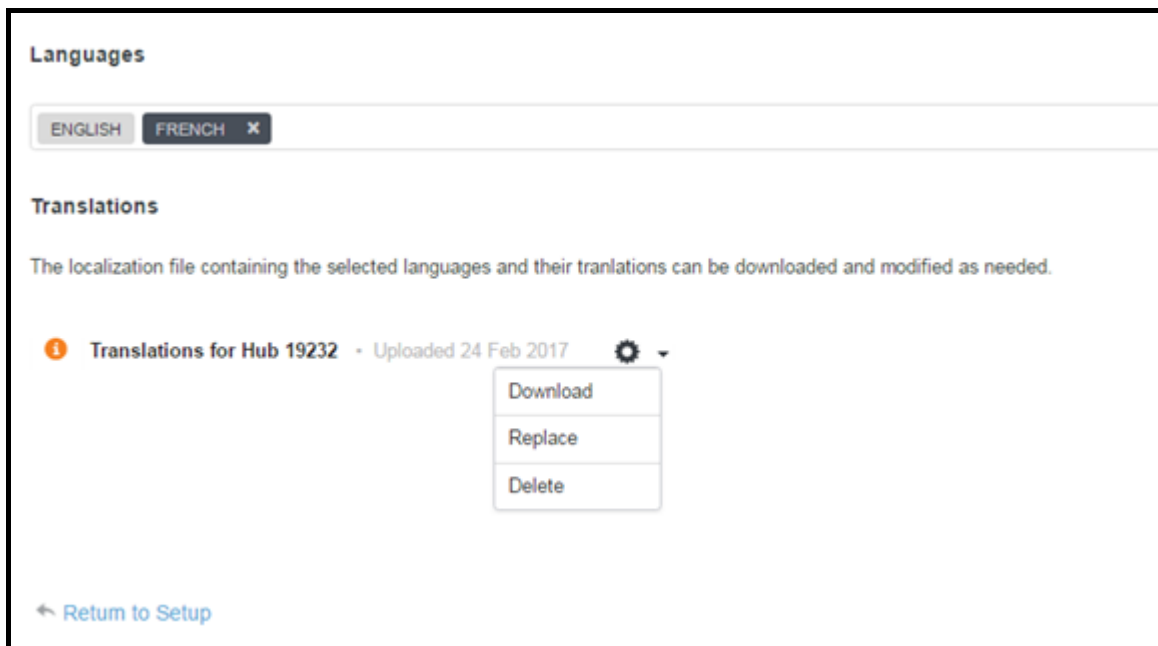 Languages
ENGLISH FRENCH ×
Translations
The localization file containing the selected languages and their tranlations can be downloaded and modified as needed.
Translations for Hub 19232 • Uploaded 24 Feb 2017
Download
Replace
Delete
Return to Setup